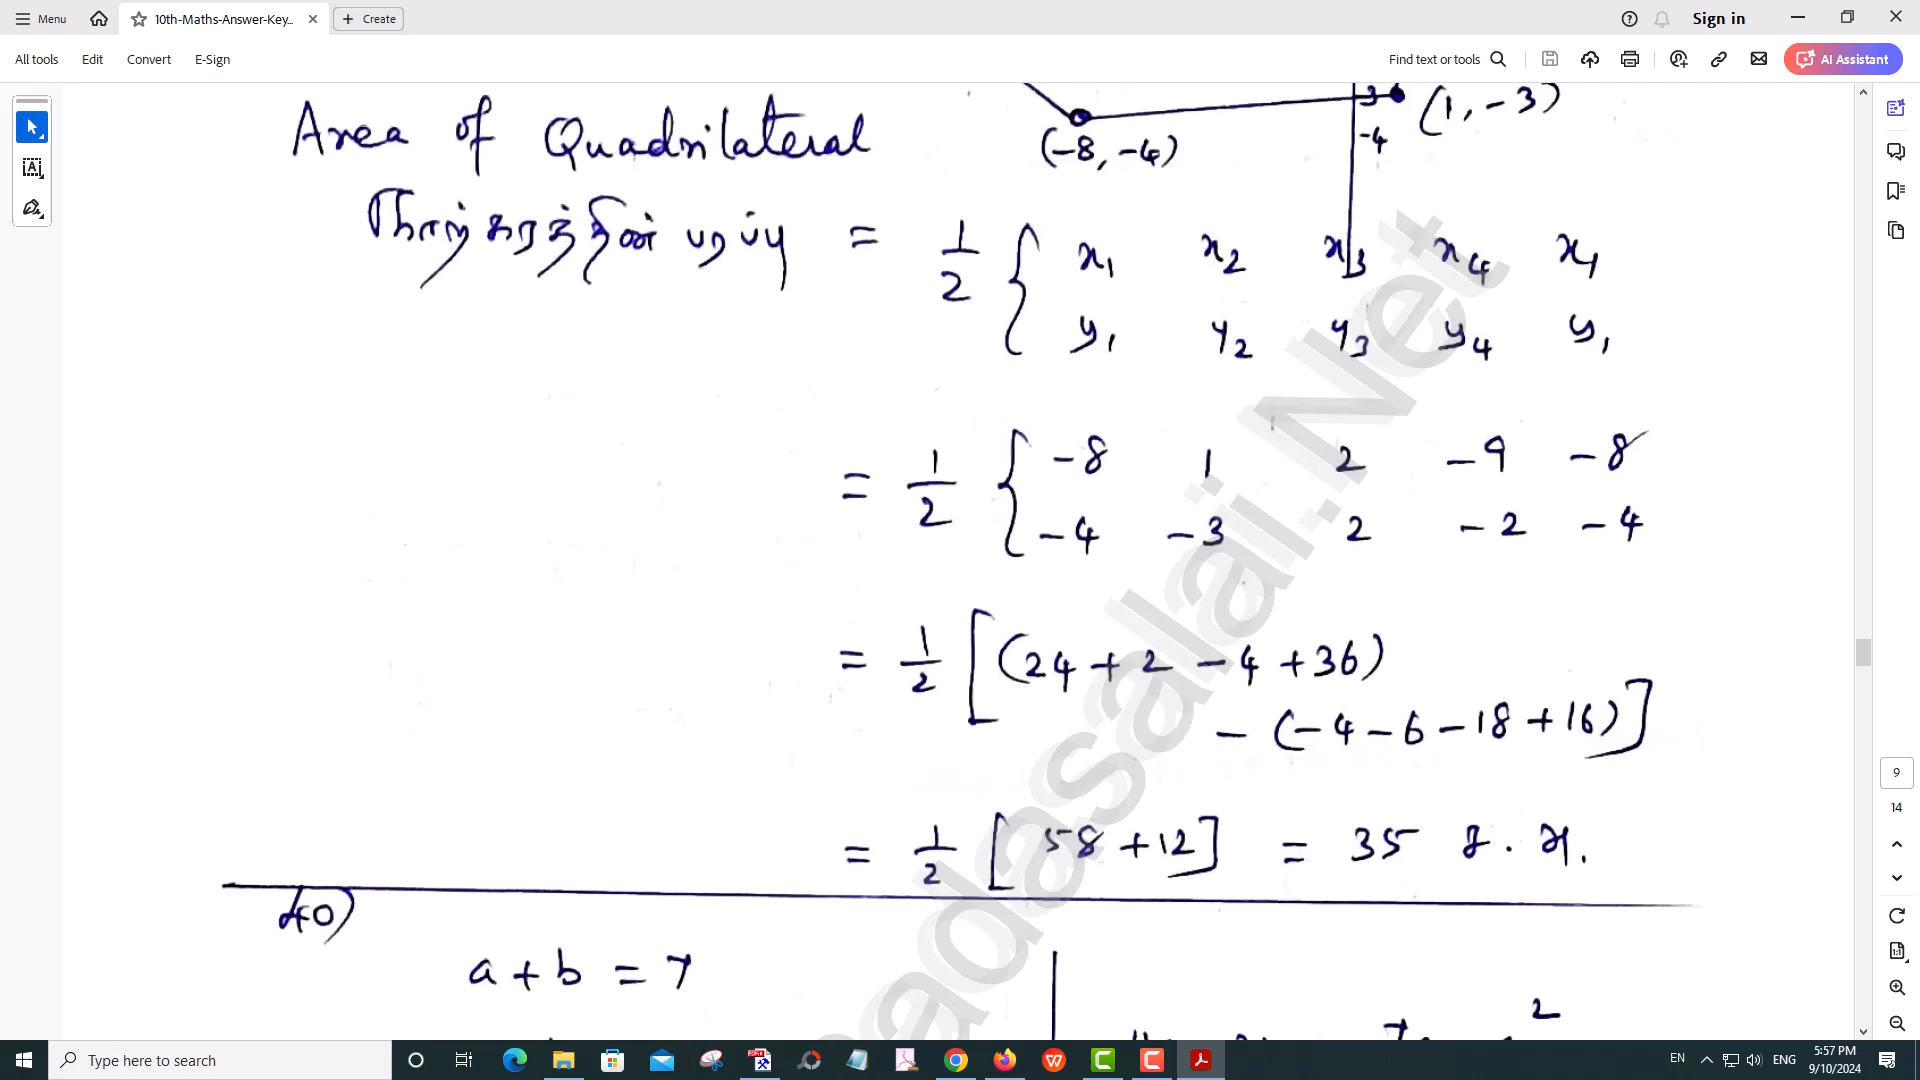 Menu
10th-Maths-Answer-Key...
Create
Sign in
All tools
Edit
Convert
E-Sign
Find text or tools
AI Assistant
Area of Quadrilateral
(-8, -4)
3
-4
(1, -3)
நாற்கரத்தின் பரப்பு = 1/2 { x1 x2 x3 x4 x1
y1 y2 y3 y4 y1
= 1/2 { -8 1 2 -9 -8
-4 -3 2 -2 -4
= 1/2 [ (24 + 2 - 4 + 36)
- (-4 - 6 - 18 + 16) ]
= 1/2 [ 58 + 12 ] = 35 ச. அ.
40)
a + b = 7
2
9
14
Type here to search
EN
ENG
5:57 PM
9/10/2024